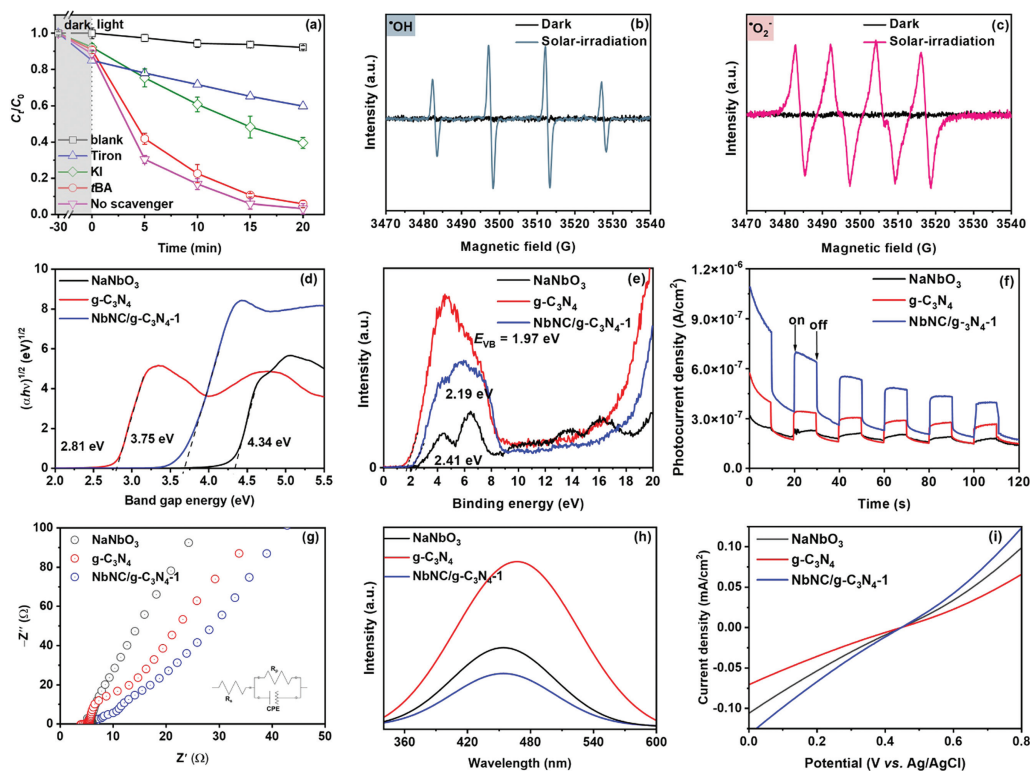 (a)
dark
light
C_t/C_0
1.0
0.8
0.6
0.4
0.2
0.0
blank
Tiron
KI
tBA
No scavenger
-30 0 5 10 15 20
Time (min)
(b)
•OH
Dark
Solar-irradiation
Intensity (a.u.)
3470 3480 3490 3500 3510 3520 3530 3540
Magnetic field (G)
(c)
•O₂⁻
Dark
Solar-irradiation
Intensity (a.u.)
3470 3480 3490 3500 3510 3520 3530 3540
Magnetic field (G)
(d)
NaNbO₃
g-C₃N₄
NbNC/g-C₃N₄-1
(αhν)^1/2 (eV)^1/2
10
8
6
4
2
0
2.81 eV
3.75 eV
4.34 eV
2.0 2.5 3.0 3.5 4.0 4.5 5.0 5.5
Band gap energy (eV)
(e)
NaNbO₃
g-C₃N₄
NbNC/g-C₃N₄-1
E_VB = 1.97 eV
2.19 eV
2.41 eV
Intensity (a.u.)
0 2 4 6 8 10 12 14 16 18 20
Binding energy (eV)
(f)
NaNbO₃
g-C₃N₄
NbNC/g-₃N₄-1
on
off
Photocurrent density (A/cm²)
1.2×10⁻⁶
9.0×10⁻⁷
6.0×10⁻⁷
3.0×10⁻⁷
0.0
0 20 40 60 80 100 120
Time (s)
(g)
NaNbO₃
g-C₃N₄
NbNC/g-C₃N₄-1
-Z'' (Ω)
100
80
60
40
20
0
CPE
0 10 20 30 40 50
Z' (Ω)
(h)
NaNbO₃
g-C₃N₄
NbNC/g-C₃N₄-1
Intensity (a.u.)
360 420 480 540 600
Wavelength (nm)
(i)
NaNbO₃
g-C₃N₄
NbNC/g-C₃N₄-1
Current density (mA/cm²)
0.10
0.05
0.00
-0.05
-0.10
0.0 0.2 0.4 0.6 0.8
Potential (V vs. Ag/AgCl)